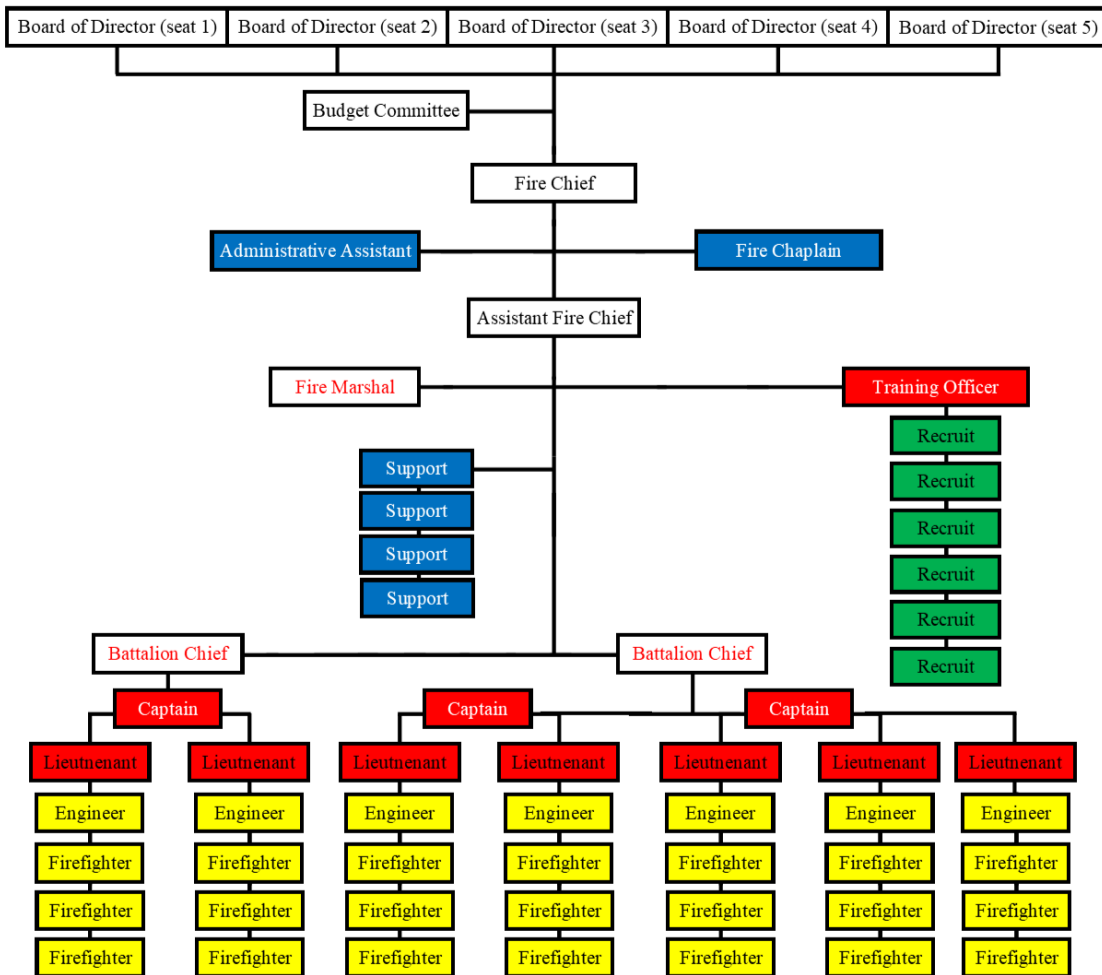 Board of Director (seat 1) Board of Director (seat 2) Board of Director (seat 3) Board of Director (seat 4) Board of Director (seat 5)
Budget Committee
Fire Chief
Administrative Assistant Fire Chaplain
Assistant Fire Chief
Fire Marshal Training Officer
Recruit
Support Recruit
Support Recruit
Support Recruit
Support Recruit
Battalion Chief Battalion Chief Recruit
Captain Captain Captain
Lieutnenant Lieutnenant Lieutnenant Lieutnenant Lieutnenant Lieutnenant Lieutnenant
Engineer Engineer Engineer Engineer Engineer Engineer Engineer
Firefighter Firefighter Firefighter Firefighter Firefighter Firefighter Firefighter
Firefighter Firefighter Firefighter Firefighter Firefighter Firefighter Firefighter
Firefighter Firefighter Firefighter Firefighter Firefighter Firefighter Firefighter